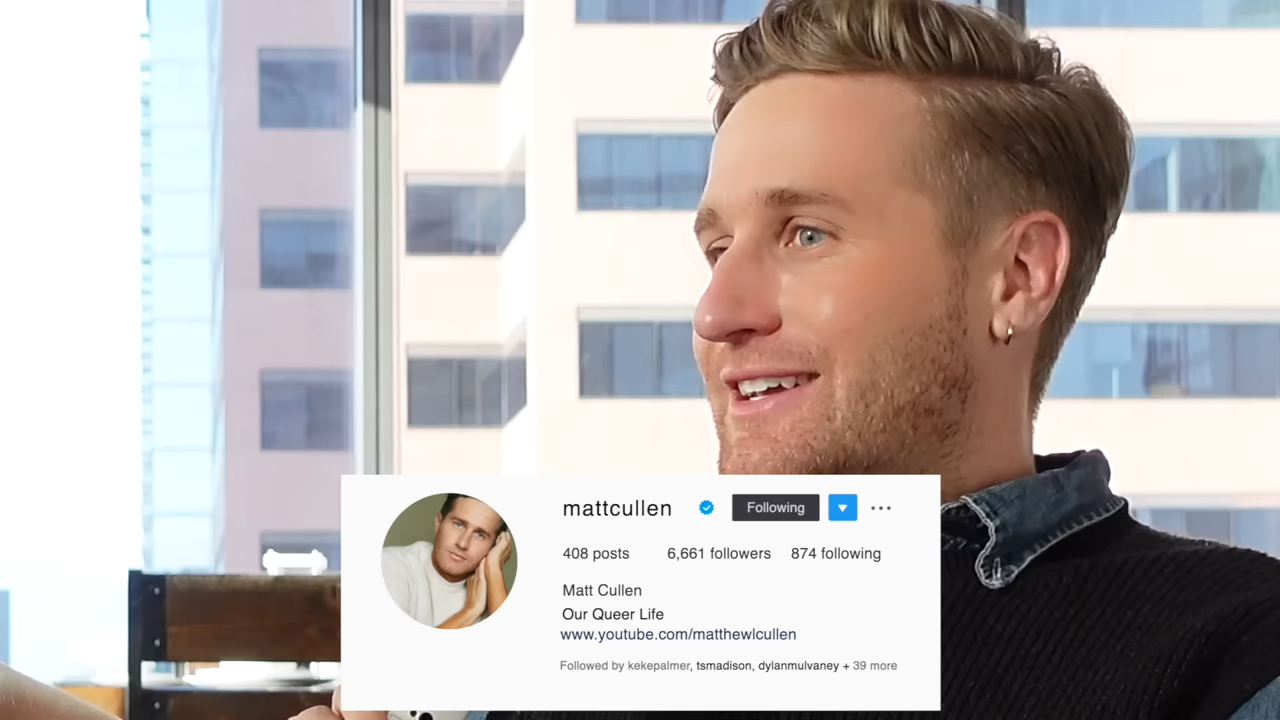 mattcullen Following
408 posts 6,661 followers 874 following
Matt Cullen
Our Queer Life
www.youtube.com/matthewlcullen
Followed by kekepalmer, tsmadison, dylanmulvaney + 39 more